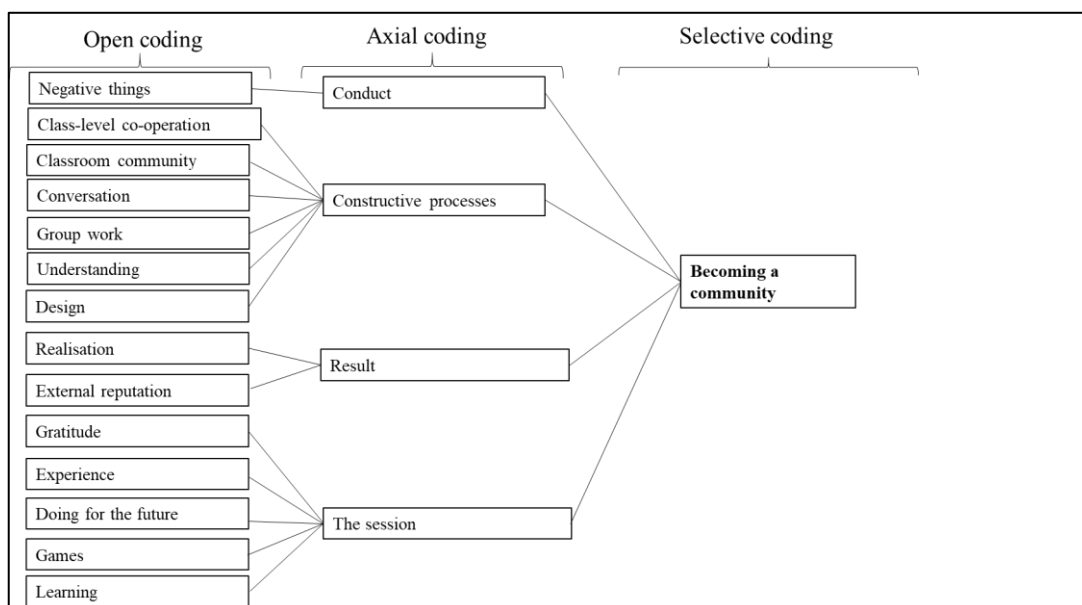 Open coding
Axial coding
Selective coding
Negative things
Class-level co-operation
Classroom community
Conversation
Group work
Understanding
Design
Realisation
External reputation
Gratitude
Experience
Doing for the future
Games
Learning
Conduct
Constructive processes
Result
The session
Becoming a
community